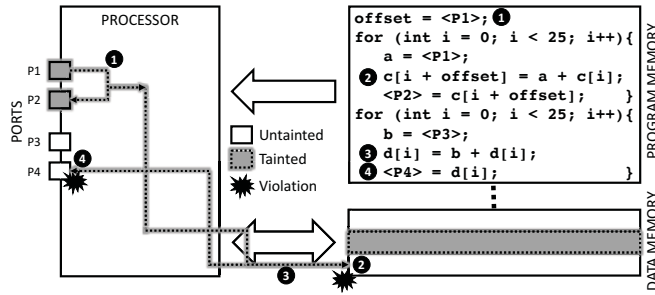 PROCESSOR
PORTS
P1
P2
P3
P4
1
4
Untainted
Tainted
Violation
3
2
offset = <P1>; 1
for (int i = 0; i < 25; i++){
a = <P1>;
2 c[i + offset] = a + c[i];
<P2> = c[i + offset]; }
for (int i = 0; i < 25; i++){
b = <P3>;
3 d[i] = b + d[i];
4 <P4> = d[i]; }
PROGRAM MEMORY
DATA MEMORY